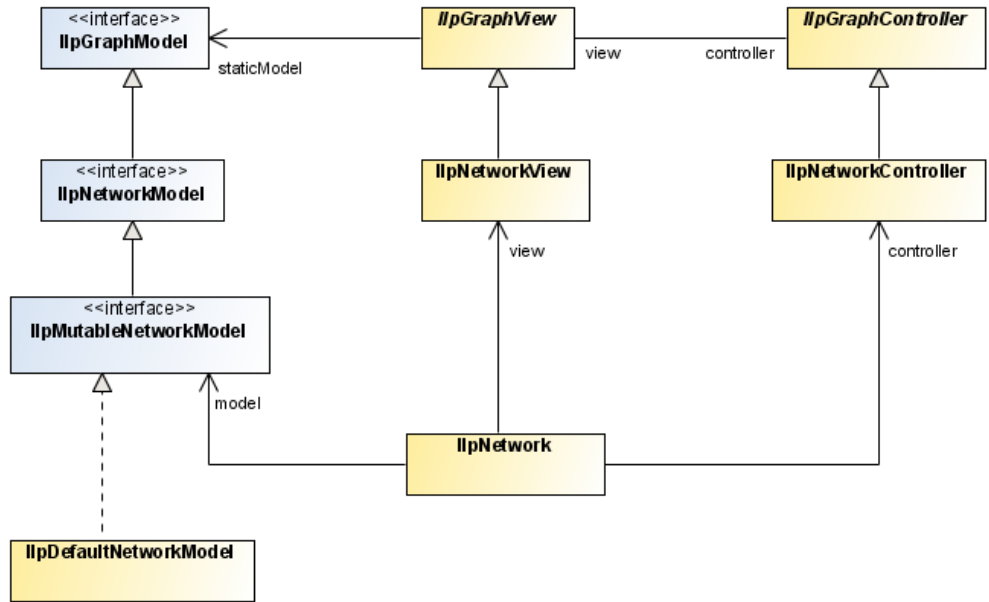 <<interface>>
IlpGraphModel
IlpGraphView
IlpGraphController
staticModel
view
controller
<<interface>>
IlpNetworkModel
IlpNetworkView
IlpNetworkController
view
controller
<<interface>>
IlpMutableNetworkModel
model
IlpNetwork
IlpDefaultNetworkModel